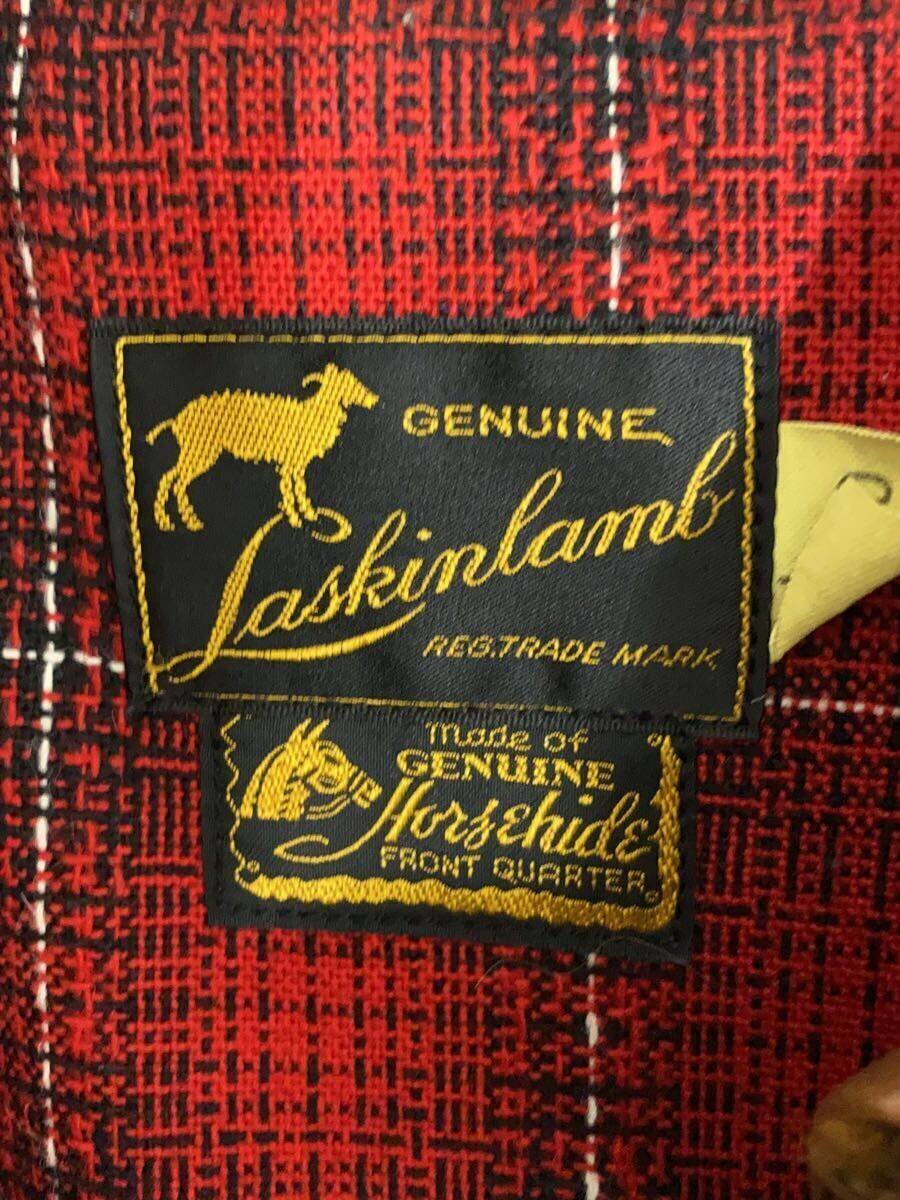 GENUINE
Laskinlamb
REG.TRADE MARK
Made of
GENUINE
Horsehide
FRONT QUARTER